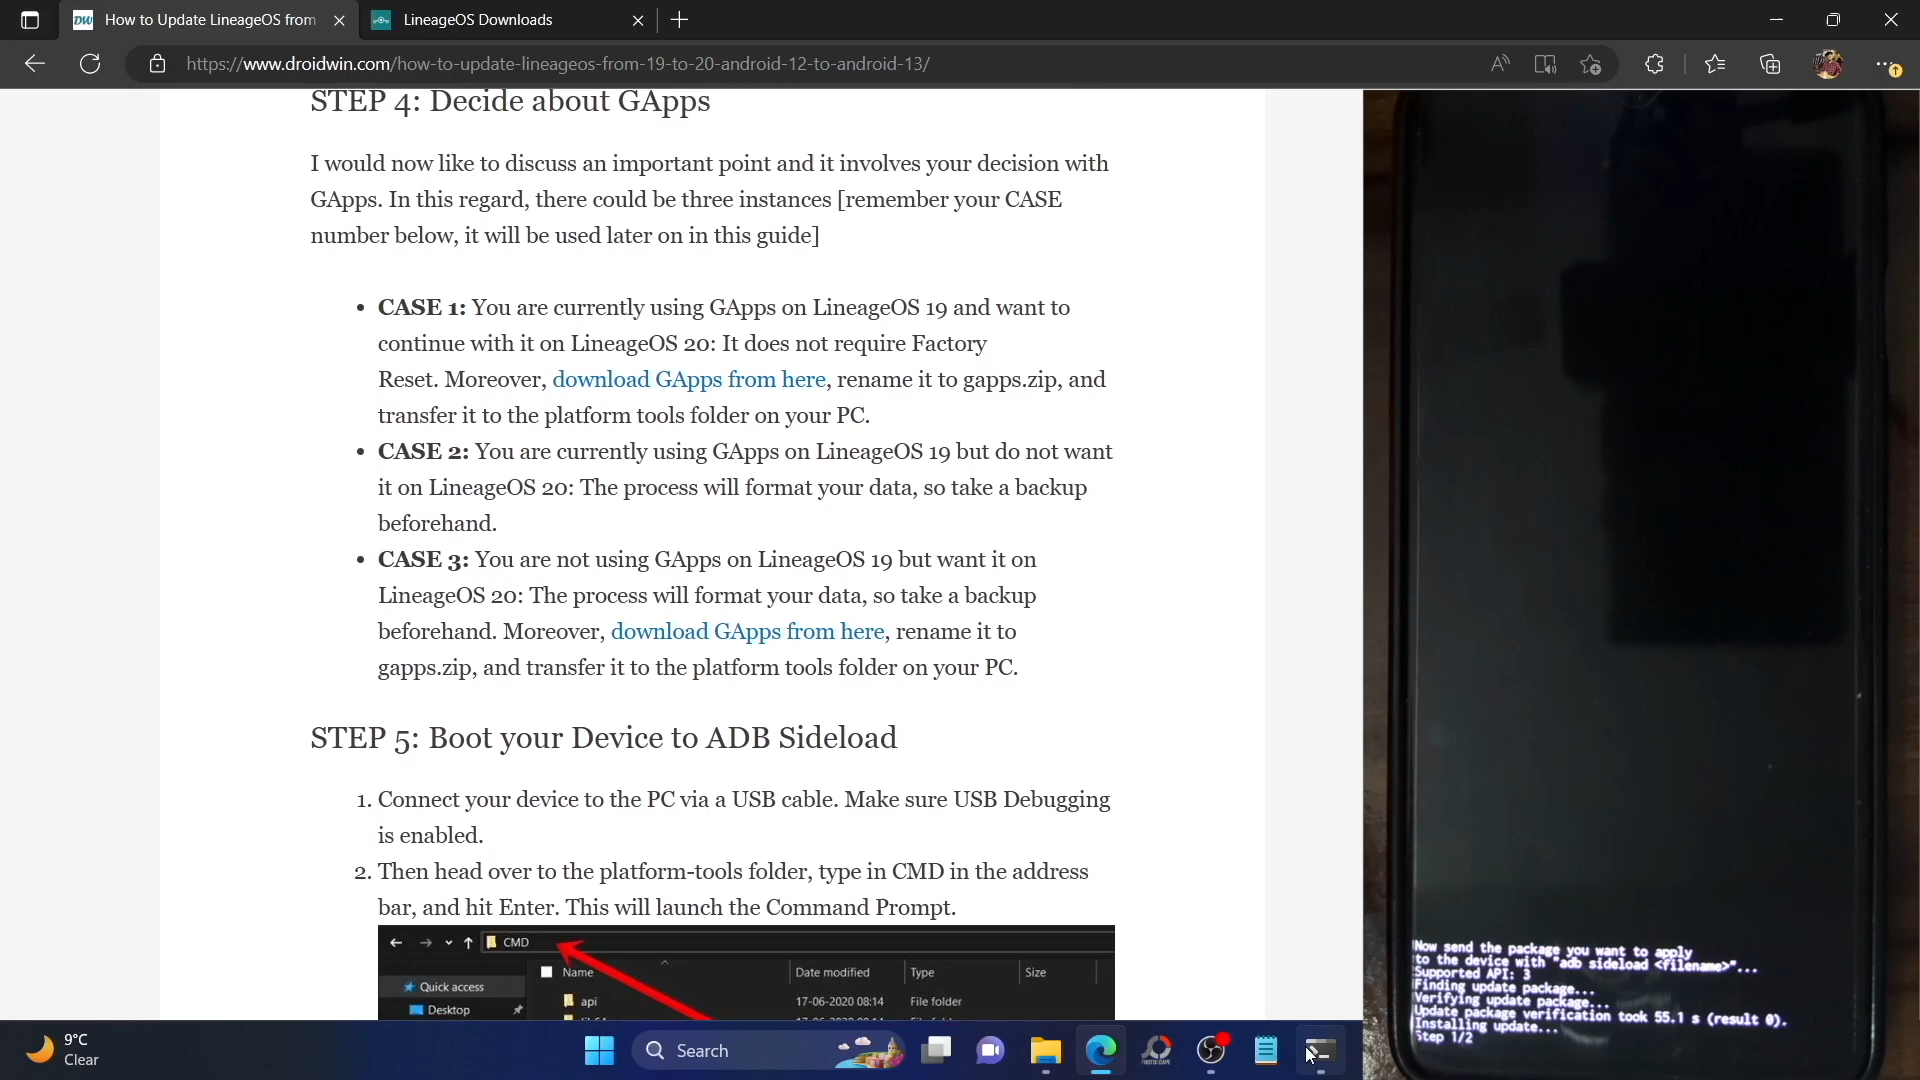 How to Update LineageOS from
LineageOS Downloads
https://www.droidwin.com/how-to-update-lineageos-from-19-to-20-android-12-to-android-13/
STEP 4: Decide about GApps
I would now like to discuss an important point and it involves your decision with
GApps. In this regard, there could be three instances [remember your CASE
number below, it will be used later on in this guide]
• CASE 1: You are currently using GApps on LineageOS 19 and want to
continue with it on LineageOS 20: It does not require Factory
Reset. Moreover, download GApps from here, rename it to gapps.zip, and
transfer it to the platform tools folder on your PC.
• CASE 2: You are currently using GApps on LineageOS 19 but do not want
it on LineageOS 20: The process will format your data, so take a backup
beforehand.
• CASE 3: You are not using GApps on LineageOS 19 but want it on
LineageOS 20: The process will format your data, so take a backup
beforehand. Moreover, download GApps from here, rename it to
gapps.zip, and transfer it to the platform tools folder on your PC.
STEP 5: Boot your Device to ADB Sideload
1. Connect your device to the PC via a USB cable. Make sure USB Debugging
is enabled.
2. Then head over to the platform-tools folder, type in CMD in the address
bar, and hit Enter. This will launch the Command Prompt.
CMD
Name Date modified Type Size
Quick access
api 17-06-2020 08:14 File folder
Desktop
Now send the package you want to apply
to the device with "adb sideload <filename>"...
Supported API: 3
Finding update package...
Verifying update package...
Update package verification took 55.1 s (result 0).
Installing update...
Step 1/2
9°C
Clear
Search